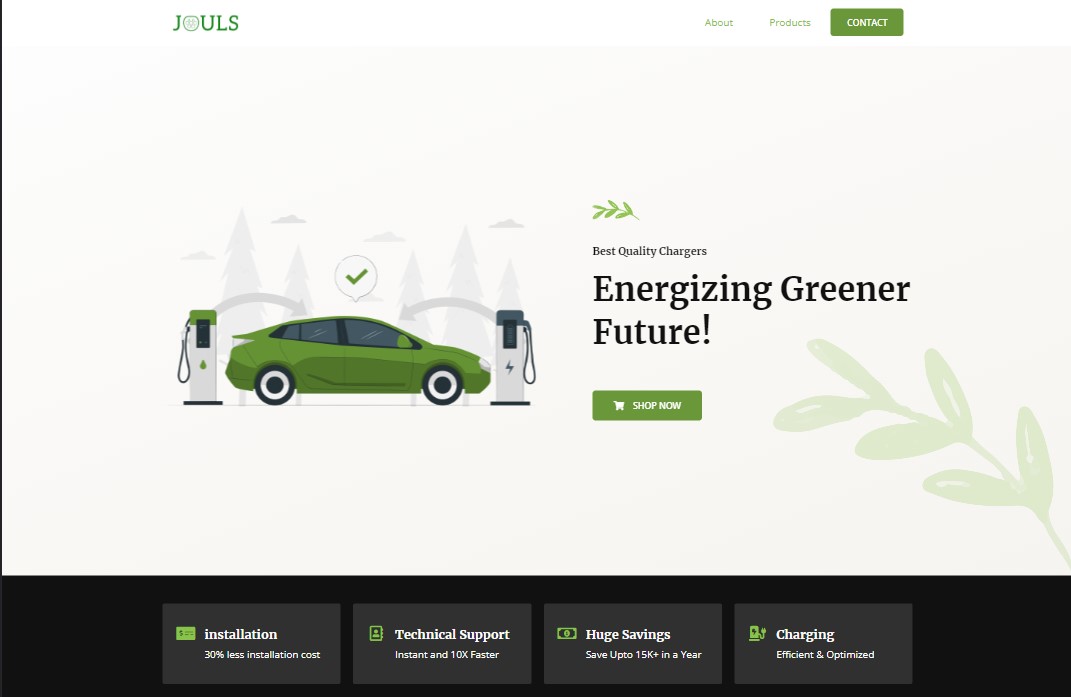 JOULS
About
Products
CONTACT
Best Quality Chargers
Energizing Greener
Future!
SHOP NOW
installation
30% less installation cost
Technical Support
Instant and 10X Faster
Huge Savings
Save Upto 15K+ in a Year
Charging
Efficient & Optimized